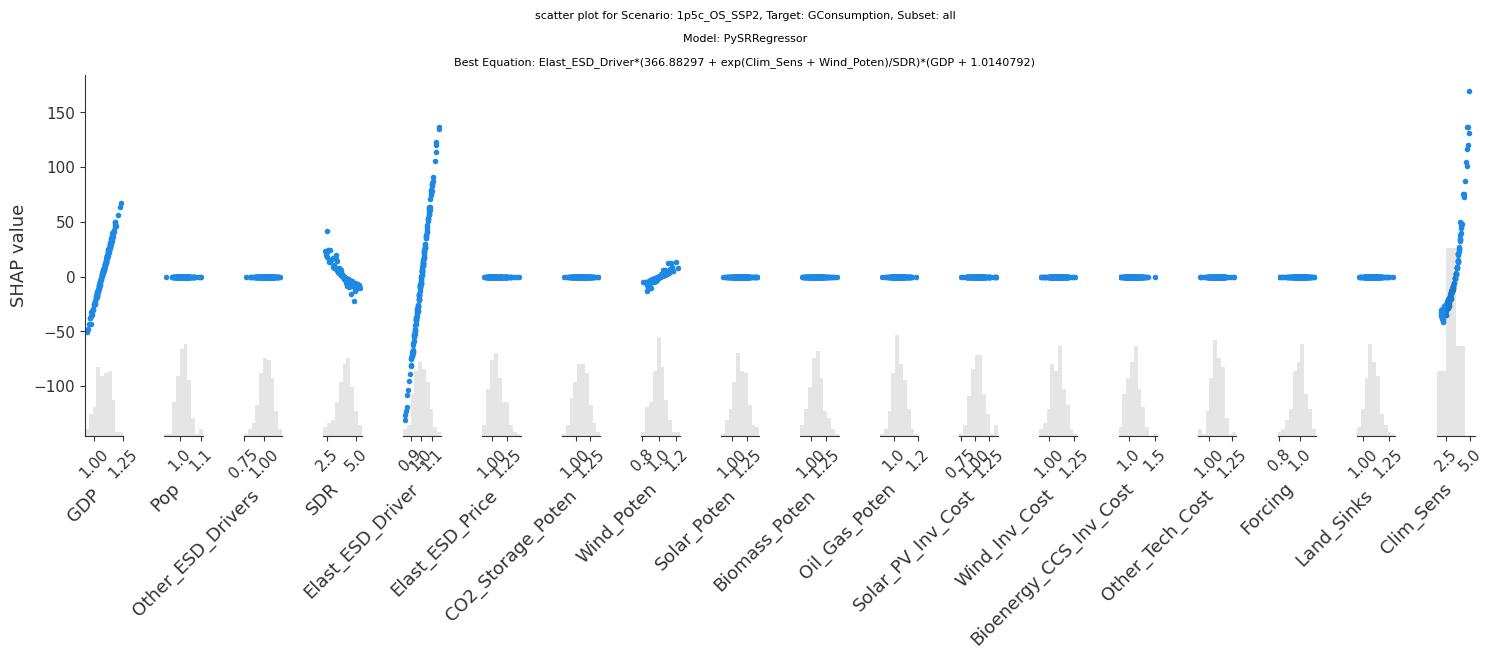 scatter plot for Scenario: 1p5c_OS_SSP2, Target: GConsumption, Subset: all
Model: PySRRegressor
Best Equation: Elast_ESD_Driver*(366.88297 + exp(Clim_Sens + Wind_Poten)/SDR)*(GDP + 1.0140792)
SHAP value
150
100
50
0
−50
−100
1.00 1.25
GDP
1.0 1.1
Pop
0.75 1.00
Other_ESD_Drivers
2.5 5.0
SDR
0.9 1.0 1.1
Elast_ESD_Driver
1.00 1.25
Elast_ESD_Price
1.00 1.25
CO2_Storage_Poten
0.8 1.0 1.2
Wind_Poten
1.00 1.25
Solar_Poten
1.00 1.25
Biomass_Poten
1.0 1.2
Oil_Gas_Poten
0.75 1.00 1.25
Solar_PV_Inv_Cost
1.00 1.25
Wind_Inv_Cost
1.0 1.5
Bioenergy_CCS_Inv_Cost
1.00 1.25
Other_Tech_Cost
0.8 1.0
Forcing
1.00 1.25
Land_Sinks
2.5 5.0
Clim_Sens